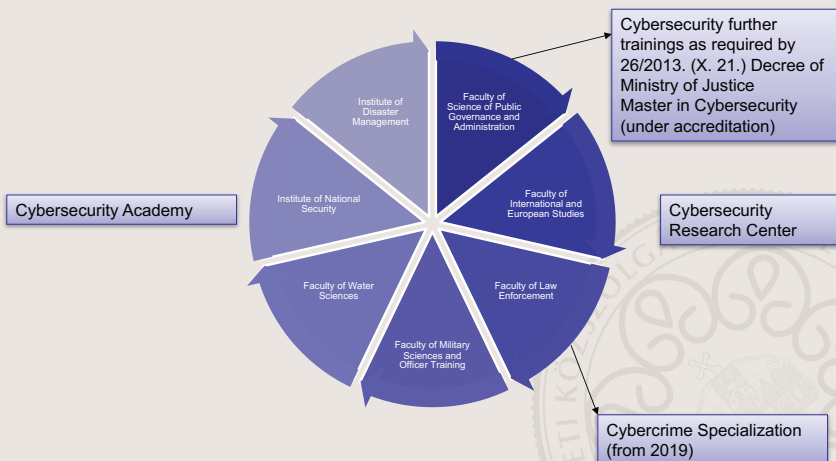 Cybersecurity further
trainings as required by
26/2013. (X. 21.) Decree of
Ministry of Justice
Master in Cybersecurity
(under accreditation)
Institute of
Disaster
Management
Faculty of
Science of Public
Governance and
Administration
Cybersecurity Academy
Institute of National
Security
Faculty of
International and
European Studies
Cybersecurity
Research Center
Faculty of Water
Sciences
Faculty of Law
Enforcement
Faculty of Military
Sciences and
Officer Training
Cybercrime Specialization
(from 2019)